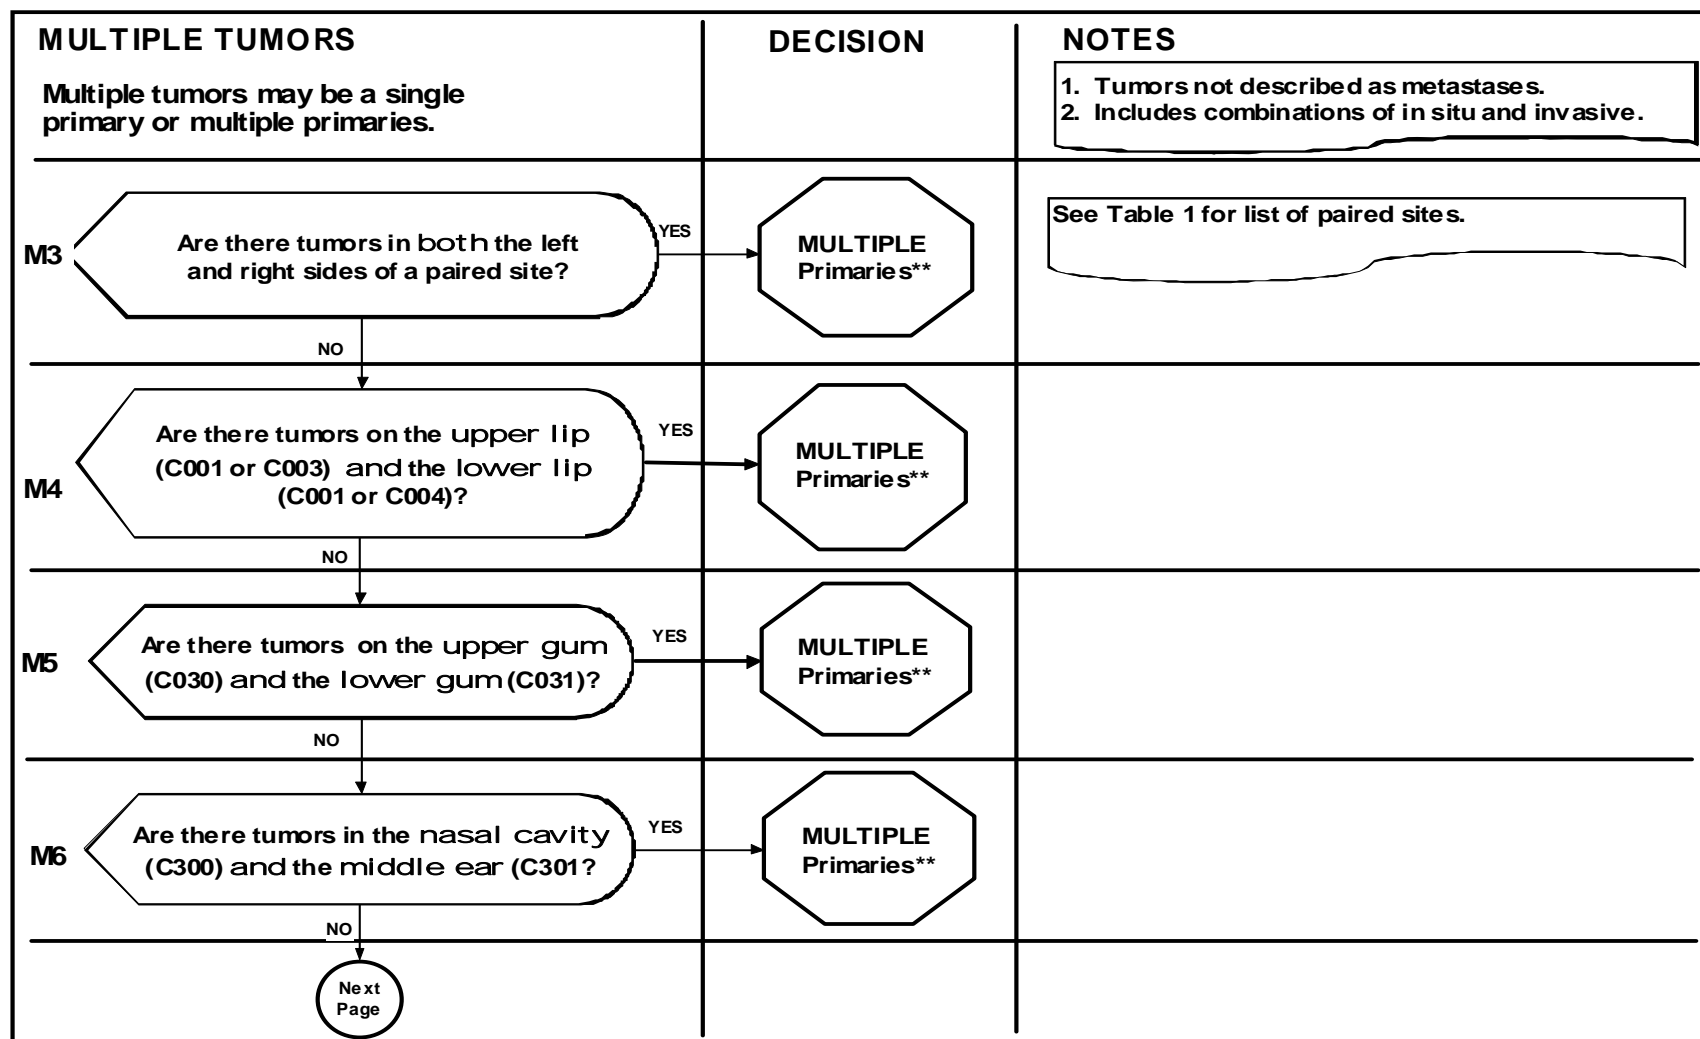 MULTIPLE TUMORS
DECISION
NOTES
Multiple tumors may be a single
primary or multiple primaries.
1. Tumors not described as metastases.
2. Includes combinations of in situ and invasive.
M3
Are there tumors in both the left
and right sides of a paired site?
YES
MULTIPLE
Primaries**
See Table 1 for list of paired sites.
NO
M4
Are there tumors on the upper lip
(C001 or C003) and the lower lip
(C001 or C004)?
YES
MULTIPLE
Primaries**
NO
M5
Are there tumors on the upper gum
(C030) and the lower gum (C031)?
YES
MULTIPLE
Primaries**
NO
M6
Are there tumors in the nasal cavity
(C300) and the middle ear (C301?
YES
MULTIPLE
Primaries**
NO
Next
Page